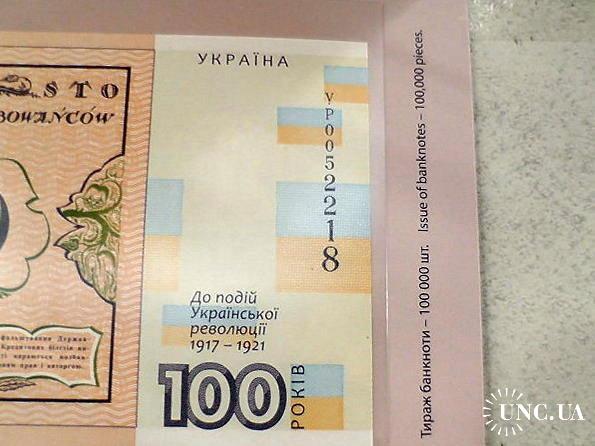 УКРАЇНА
STO
BOWAŃCÓW
УР0052218
До подій
Української
революції
1917 – 1921
100
РОКІВ
Тираж банкноти – 100 000 шт. Issue of banknotes – 100,000 pieces.
UNC.UA